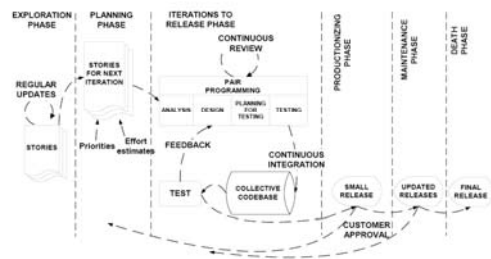 EXPLORATION
PHASE
PLANNING
PHASE
ITERATIONS TO
RELEASE PHASE
PRODUCTIONIZING
PHASE
MAINTENANCE
PHASE
DEATH
PHASE
REGULAR
UPDATES
STORIES
STORIES
FOR NEXT
ITERATION
Priorities
Effort
estimates
CONTINUOUS
REVIEW
PAIR
PROGRAMMING
ANALYSIS
DESIGN
PLANNING
FOR
TESTING
TESTING
FEEDBACK
CONTINUOUS
INTEGRATION
TEST
COLLECTIVE
CODEBASE
SMALL
RELEASE
UPDATED
RELEASES
FINAL
RELEASE
CUSTOMER
APPROVAL